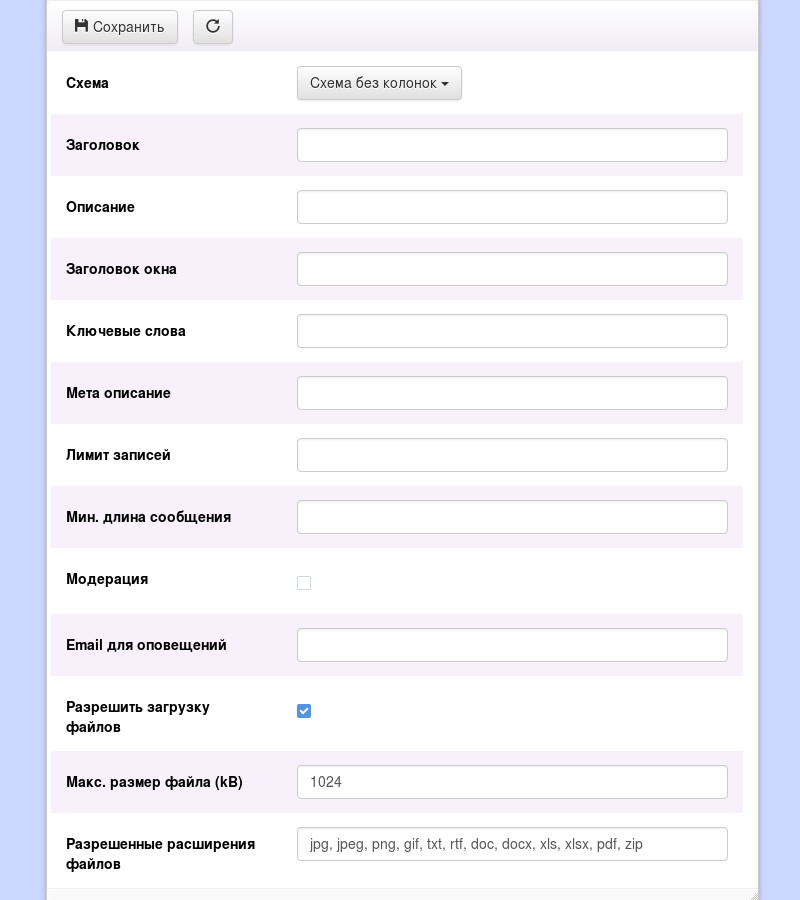 Сохранить
Схема
Схема без колонок
Заголовок
Описание
Заголовок окна
Ключевые слова
Мета описание
Лимит записей
Мин. длина сообщения
Модерация
Email для оповещений
Разрешить загрузку
файлов
Макс. размер файла (kB)
1024
Разрешенные расширения
файлов
jpg, jpeg, png, gif, txt, rtf, doc, docx, xls, xlsx, pdf, zip